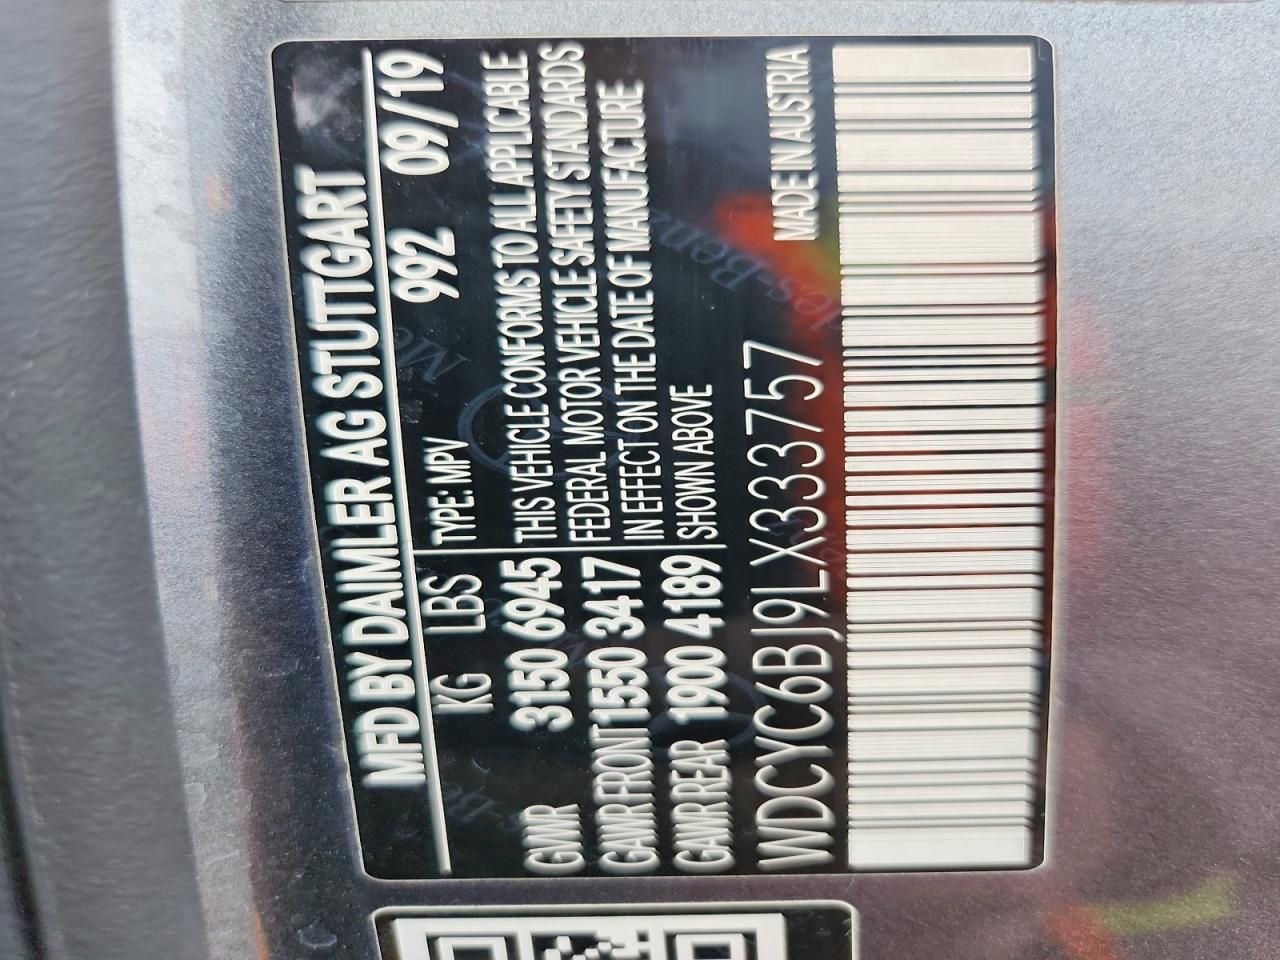 MFD BY DAIMLER AG STUTTGART
KG LBS TYPE: MPV 992 09/19
GWR 3150 6945 THIS VEHICLE CONFORMS TO ALL APPLICABLE
GAWR FRONT 1550 3417 FEDERAL MOTOR VEHICLE SAFETY STANDARDS
GAWR REAR 1900 4189 IN EFFECT ON THE DATE OF MANUFACTURE
SHOWN ABOVE
WDCYC6BJ9LX333757 MADE IN AUSTRIA